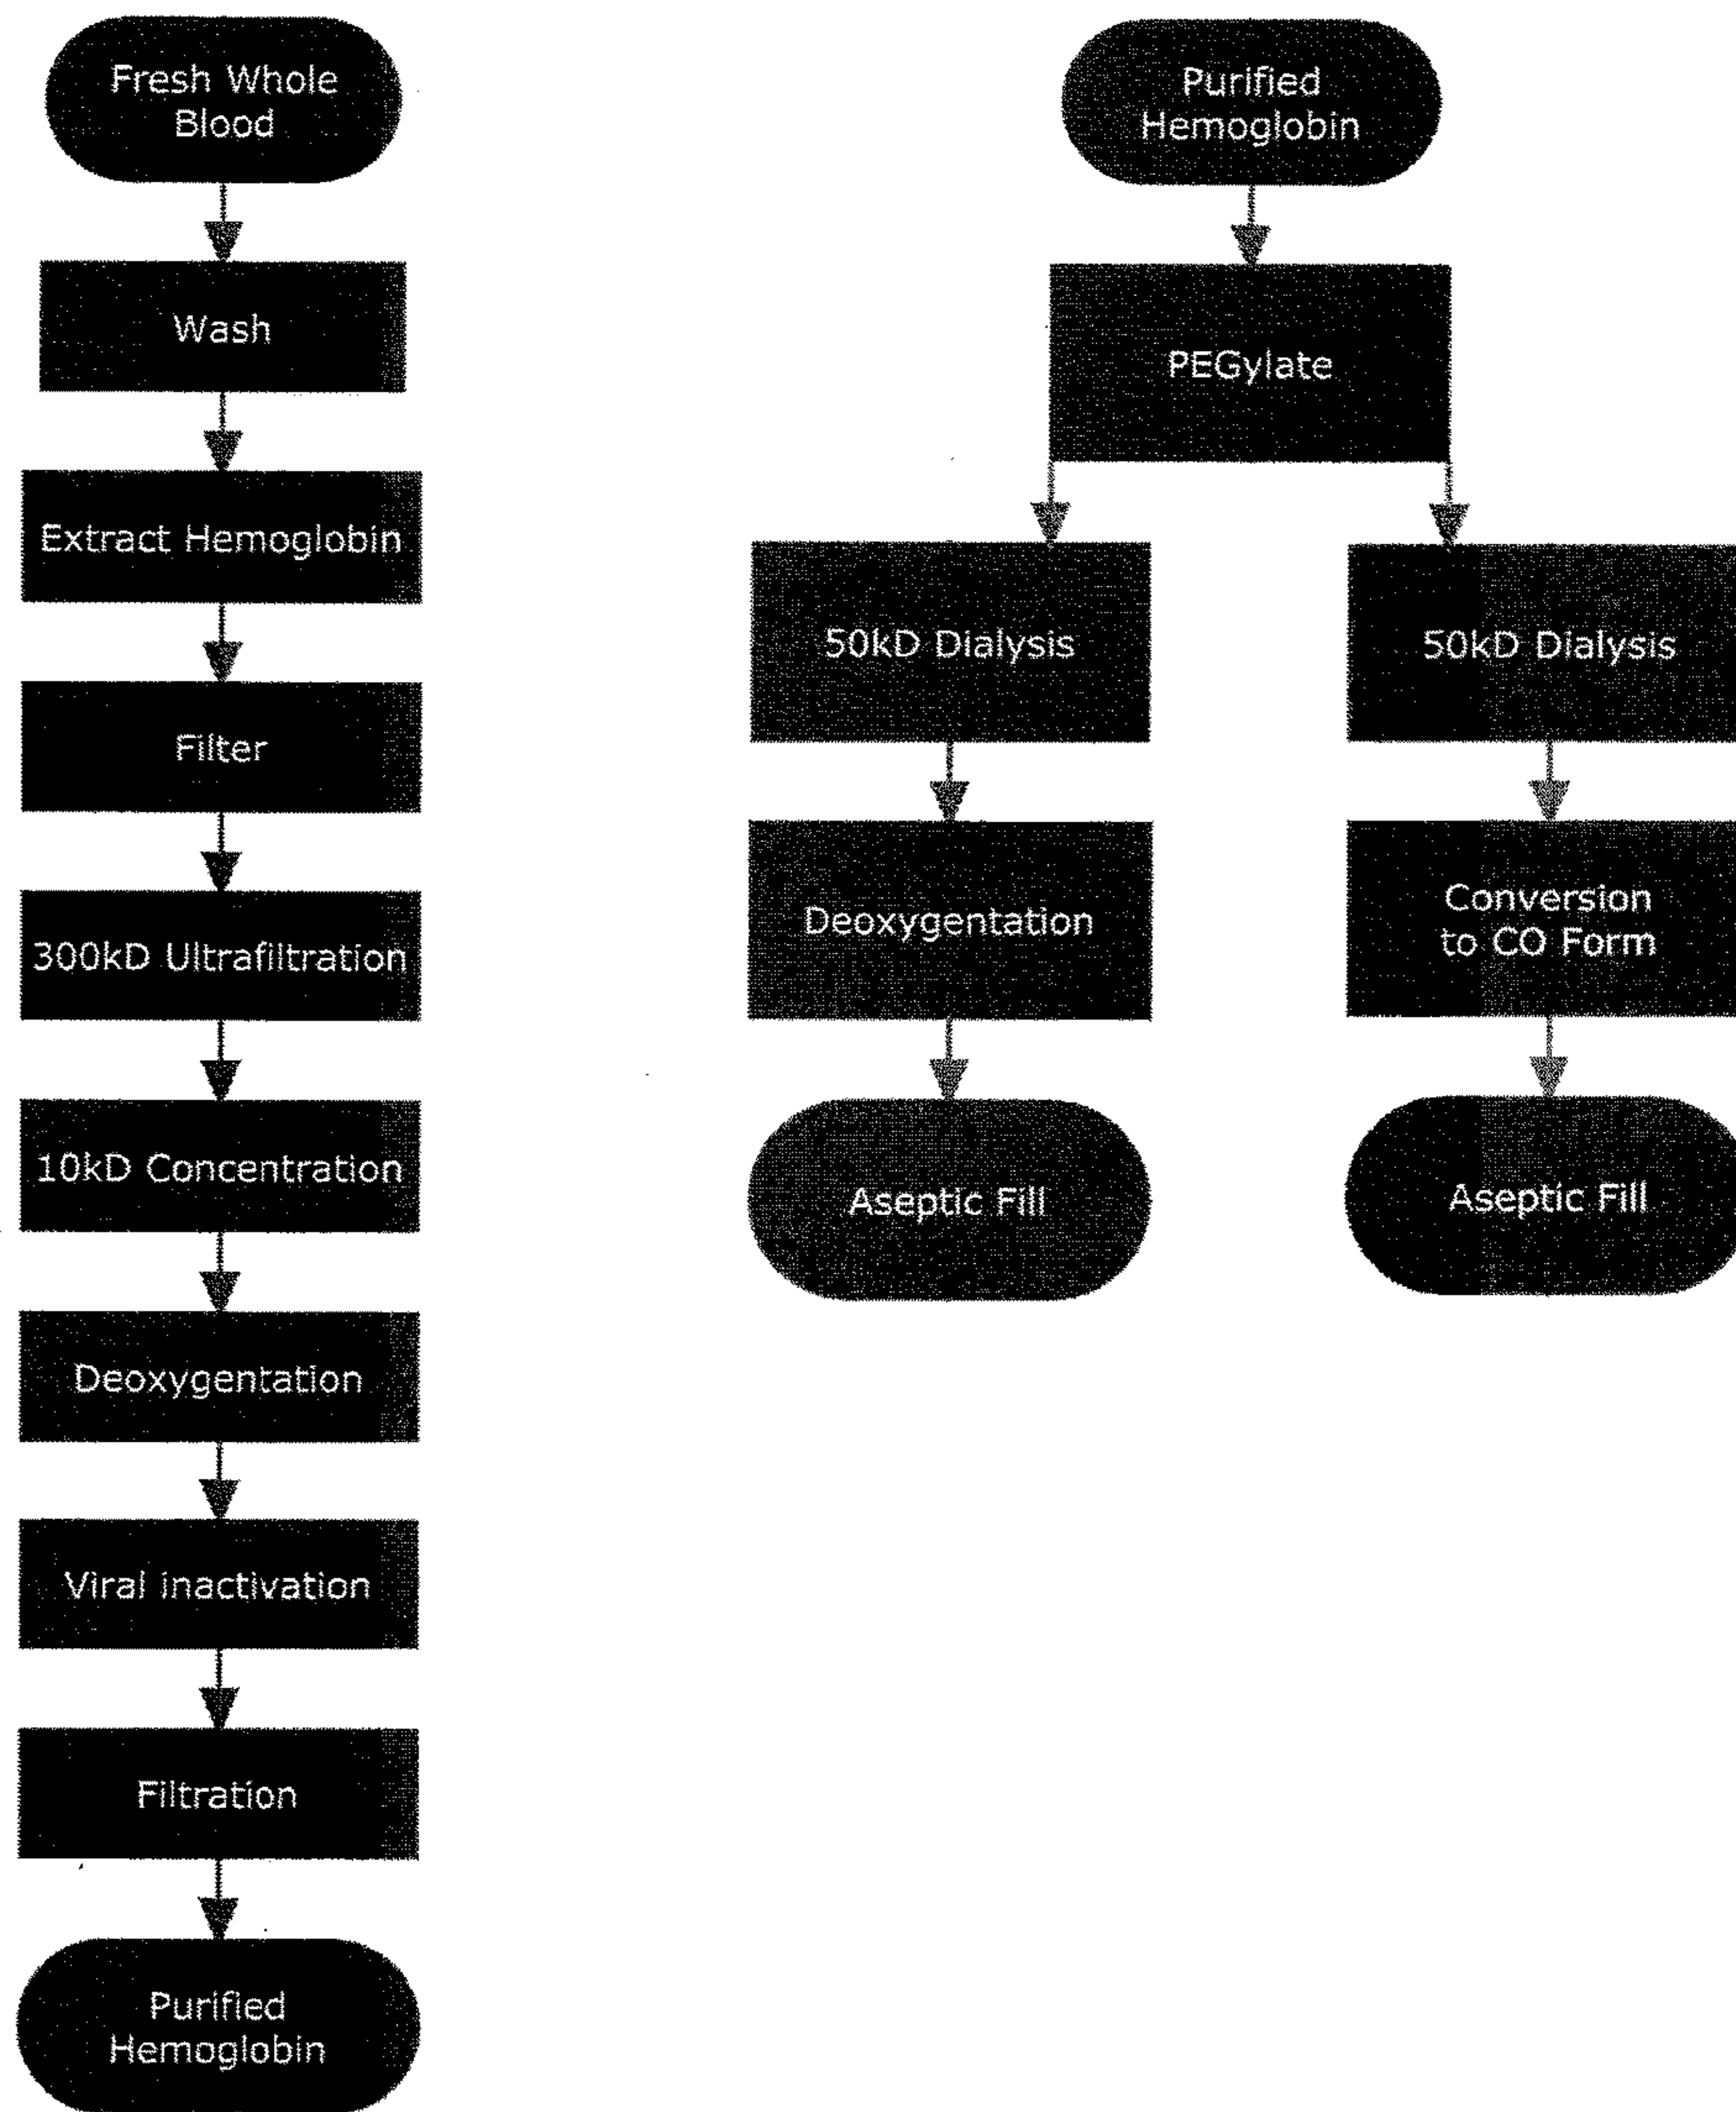 Fresh Whole
Blood
Wash
Extract Hemoglobin
Filter
300kD Ultrafiltration
10kD Concentration
Deoxygentation
Viral inactivation
Filtration
Purified
Hemoglobin
Purified
Hemoglobin
PEGylate
50kD Dialysis
Deoxygentation
Aseptic Fill
50kD Dialysis
Conversion
to CO Form
Aseptic Fill